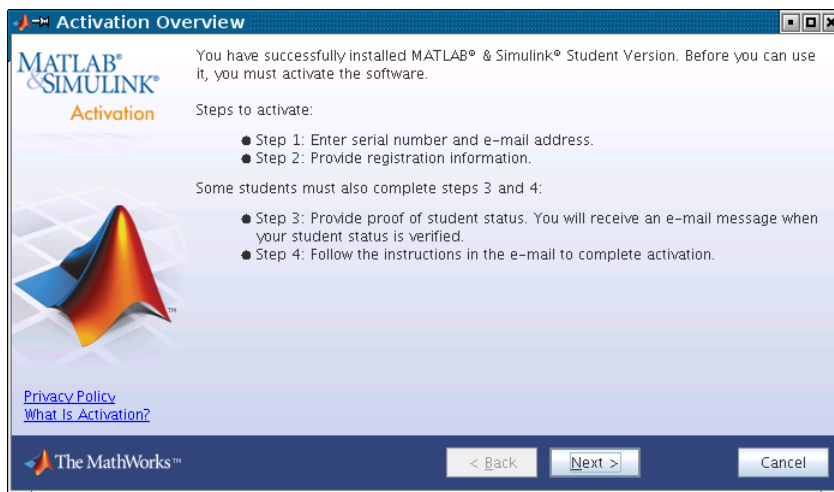 Activation Overview
MATLAB®
&SIMULINK®
Activation
You have successfully installed MATLAB® & Simulink® Student Version. Before you can use
it, you must activate the software.
Steps to activate:
● Step 1: Enter serial number and e-mail address.
● Step 2: Provide registration information.
Some students must also complete steps 3 and 4:
● Step 3: Provide proof of student status. You will receive an e-mail message when
your student status is verified.
● Step 4: Follow the instructions in the e-mail to complete activation.
TM
Privacy Policy
What Is Activation?
The MathWorks™
< Back
Next >
Cancel